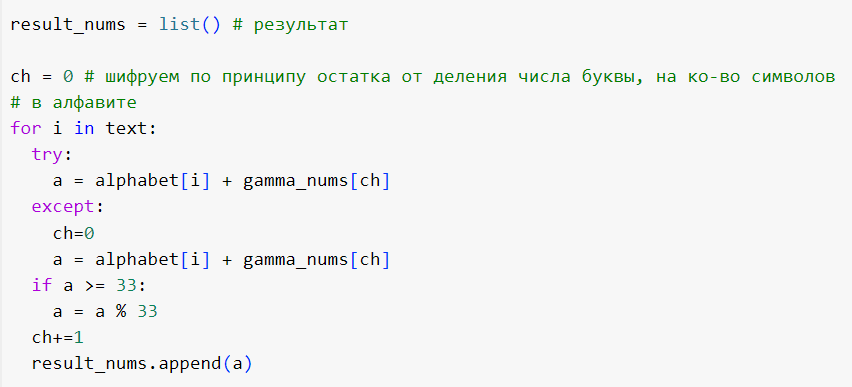 result_nums = list() # результат
ch = 0 # шифруем по принципу остатка от деления числа буквы, на ко-во символов
# в алфавите
for i in text:
  try:
    a = alphabet[i] + gamma_nums[ch]
  except:
    ch=0
    a = alphabet[i] + gamma_nums[ch]
  if a >= 33:
    a = a % 33
  ch+=1
  result_nums.append(a)